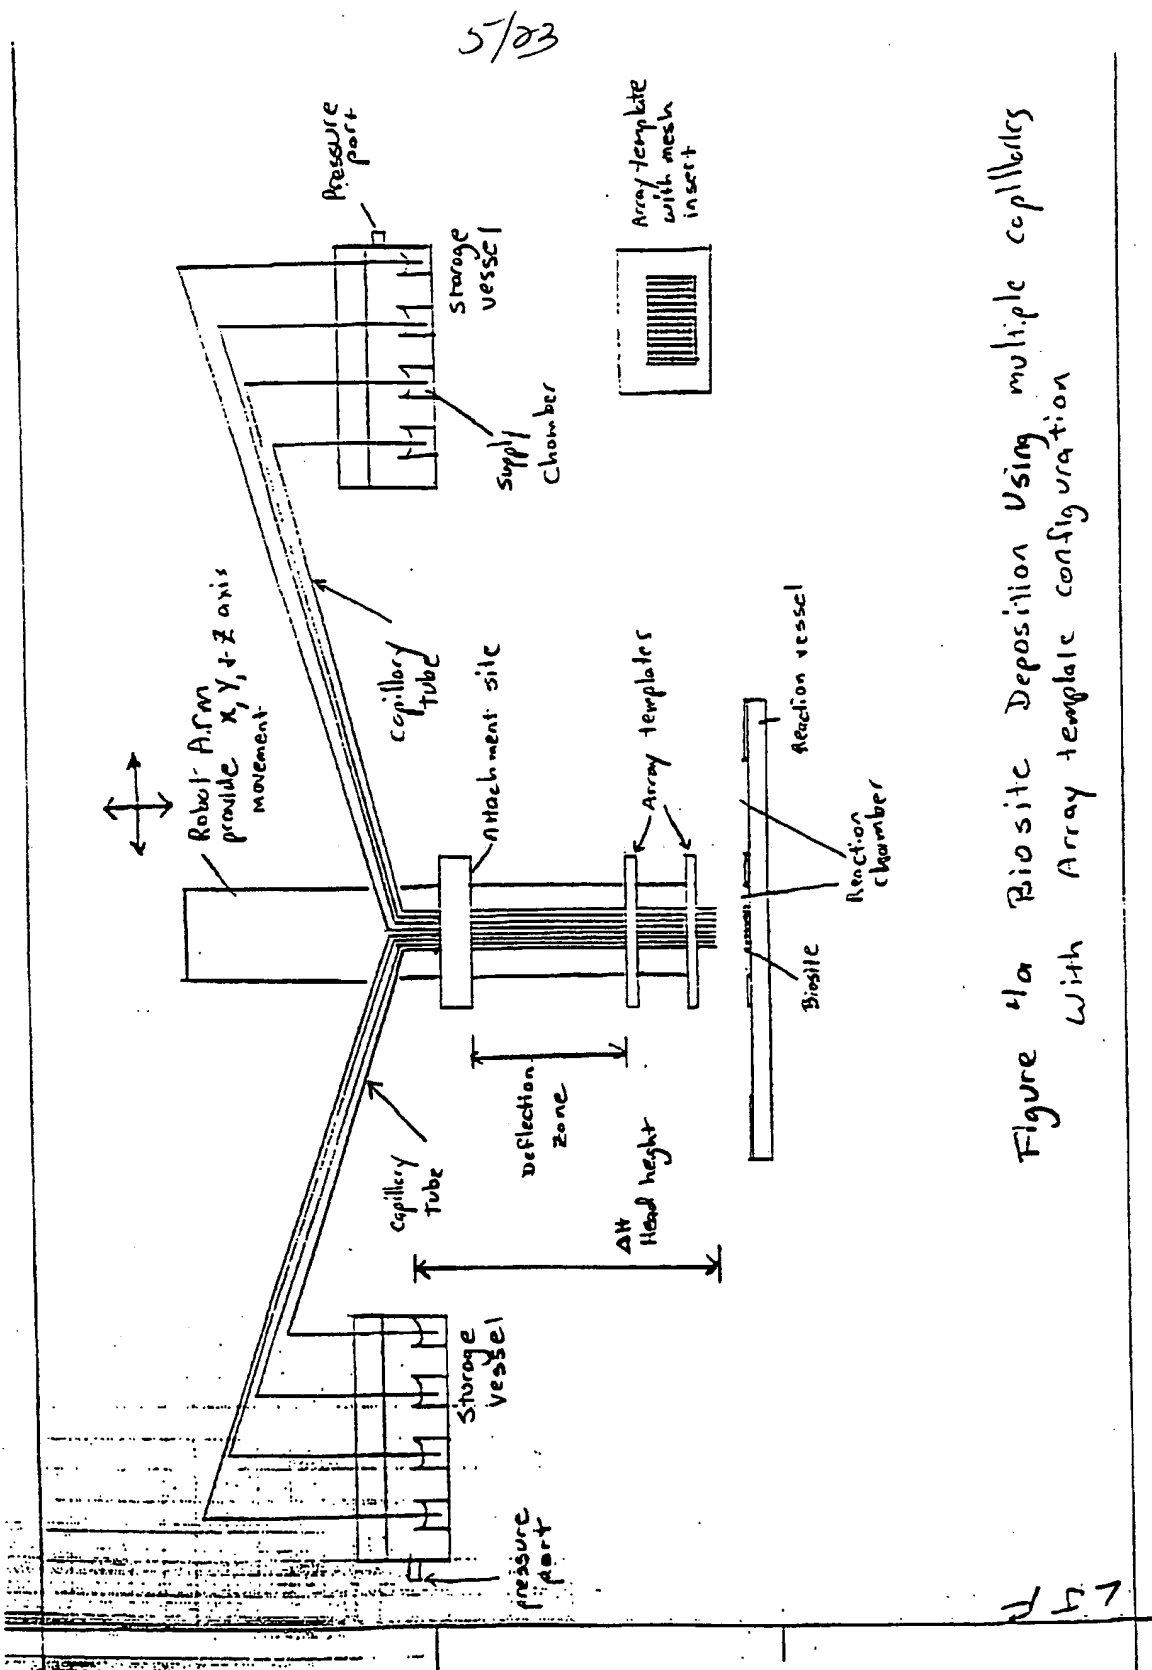 5/23
Robot Arm
provide x, y, + z axis
movement
Pressure
port
Storage
vessel
Supply
Chamber
Array template
with mesh
insert
capillary
tube
Attachment site
Array templates
Reaction vessel
Reaction
chamber
Biosite
capillary
tube
Deflection
zone
ΔH
Head height
Storage
vessel
pressure
port
Figure 4a Biosite Deposition Using multiple capillaries
with Array template configuration